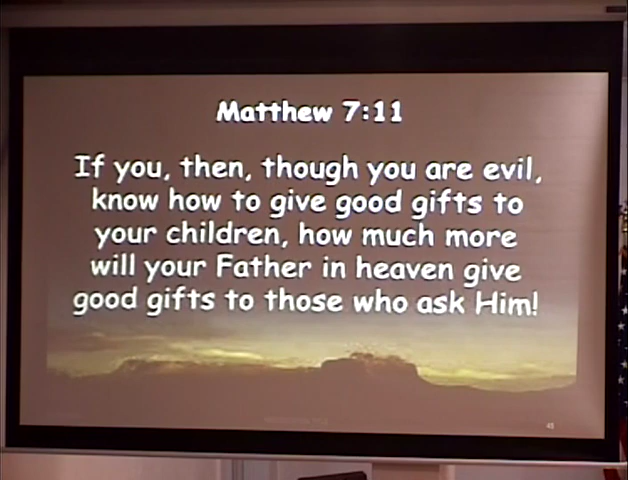 Matthew 7:11
If you, then, though you are evil,
know how to give good gifts to
your children, how much more
will your Father in heaven give
good gifts to those who ask Him!